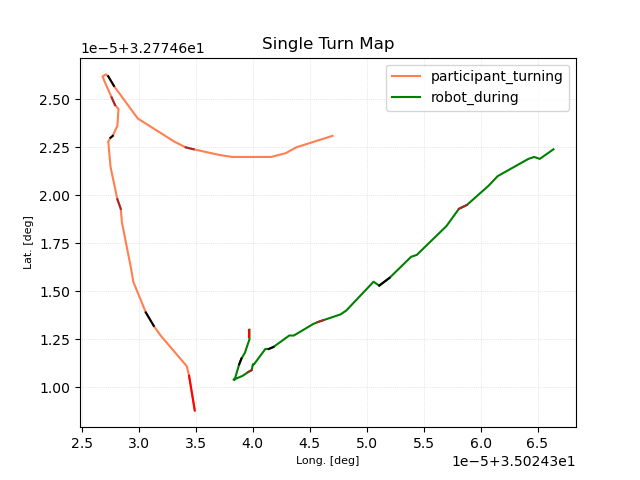 1e-5+3.27746e1
Single Turn Map
participant_turning
robot_during
2.50
2.25
2.00
1.75
1.50
1.25
1.00
Lat. [deg]
2.5 3.0 3.5 4.0 4.5 5.0 5.5 6.0 6.5
Long. [deg]
1e-5+3.50243e1